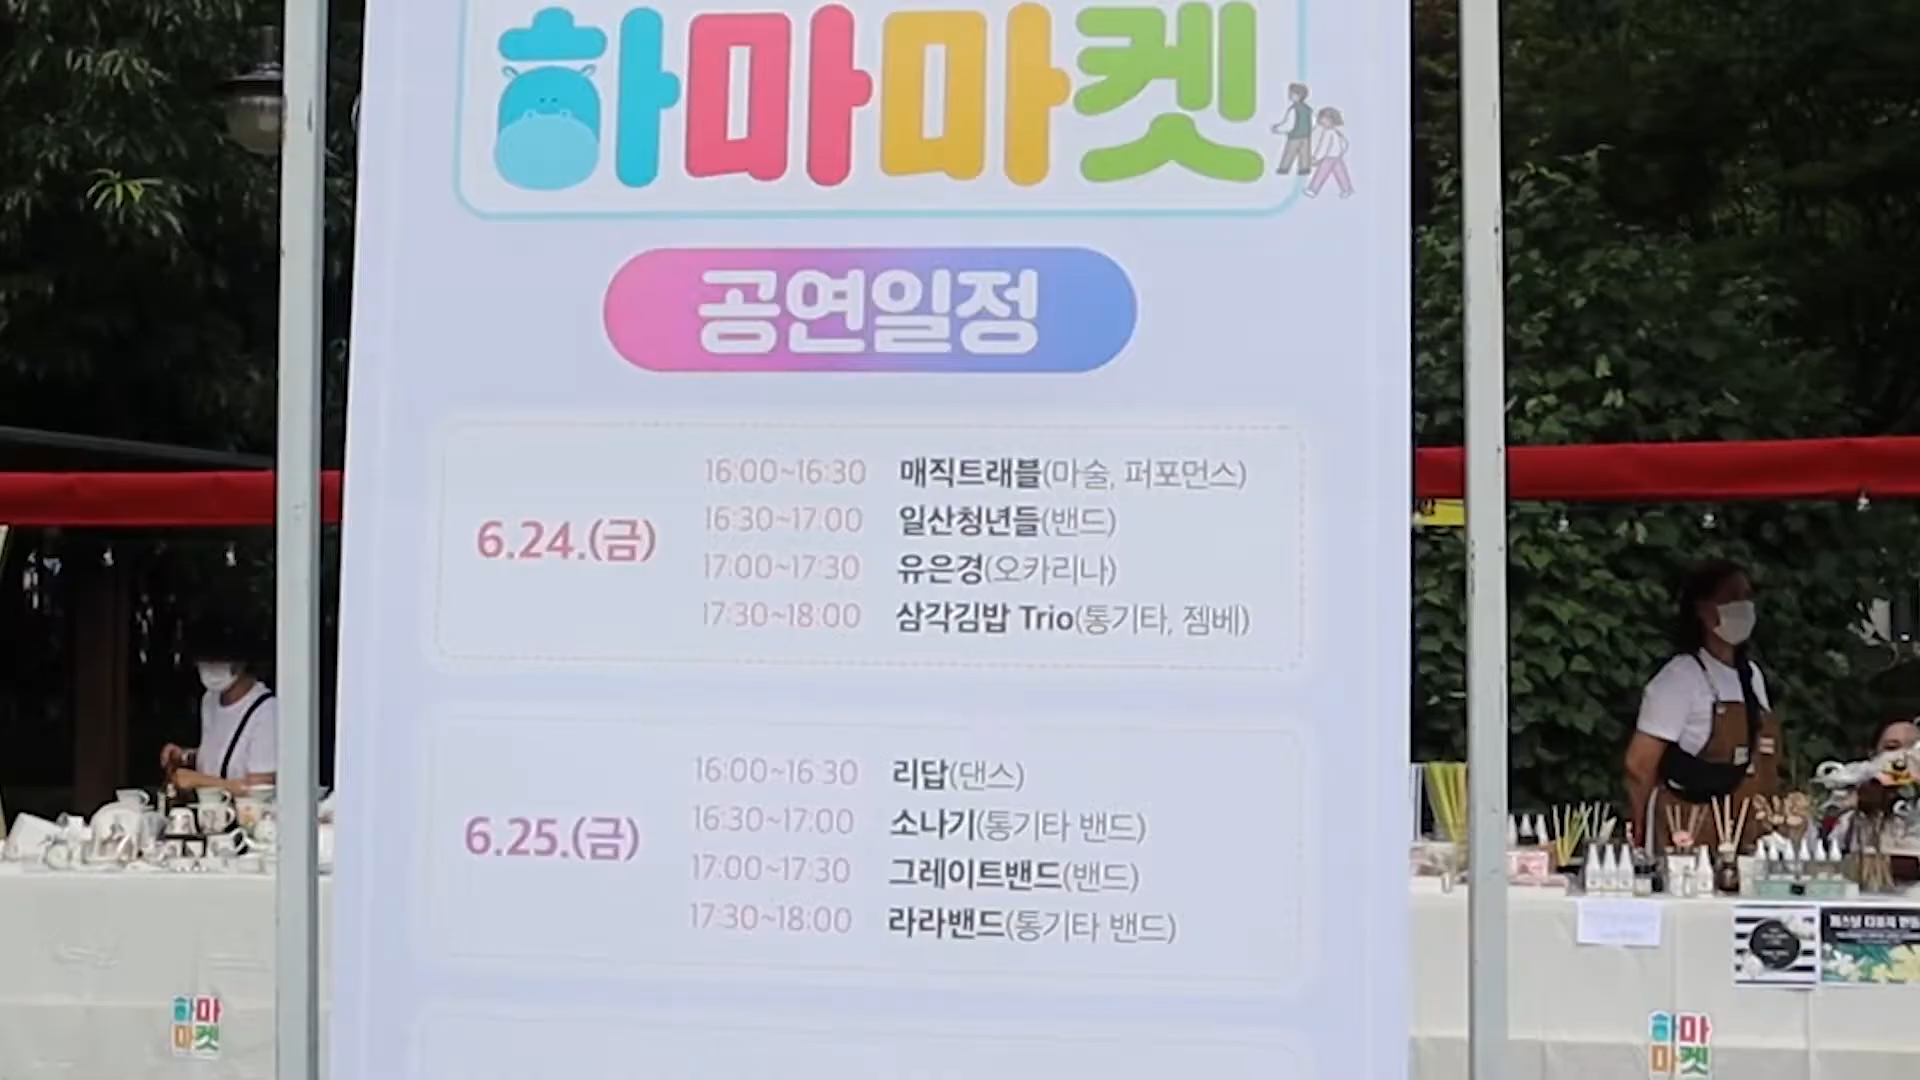 하마마켓
공연일정
6.24.(금)
16:00~16:30 매직트래블(마술, 퍼포먼스)
16:30~17:00 일산청년들(밴드)
17:00~17:30 유은경(오카리나)
17:30~18:00 삼각김밥 Trio(통기타, 젬베)
6.25.(금)
16:00~16:30 리답(댄스)
16:30~17:00 소나기(통기타 밴드)
17:00~17:30 그레이트밴드(밴드)
17:30~18:00 라라밴드(통기타 밴드)
하마
마켓
하마
마켓